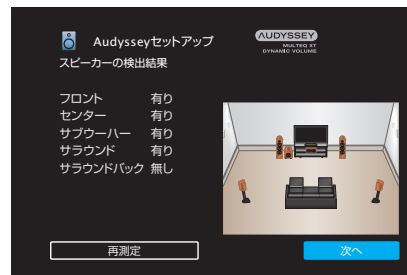 Audysseyセットアップ
AUDYSSEY
MULTEQ XT
DYNAMIC VOLUME
スピーカーの検出結果
フロント 有り
センター 有り
サブウーハー 有り
サラウンド 有り
サラウンドバック 無し
再測定
次へ